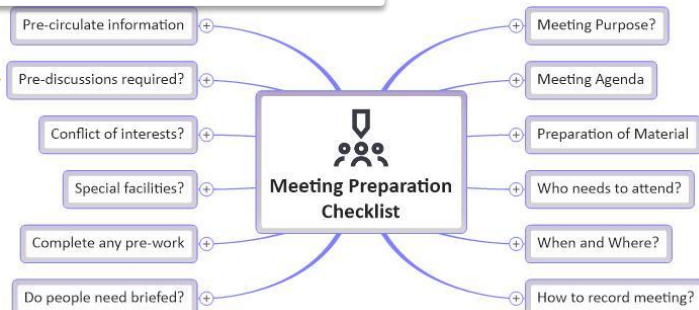 Pre-circulate information
Meeting Purpose?
Pre-discussions required?
Meeting Agenda
Conflict of interests?
Preparation of Material
Special facilities?
Meeting Preparation
Checklist
Who needs to attend?
Complete any pre-work
When and Where?
Do people need briefed?
How to record meeting?